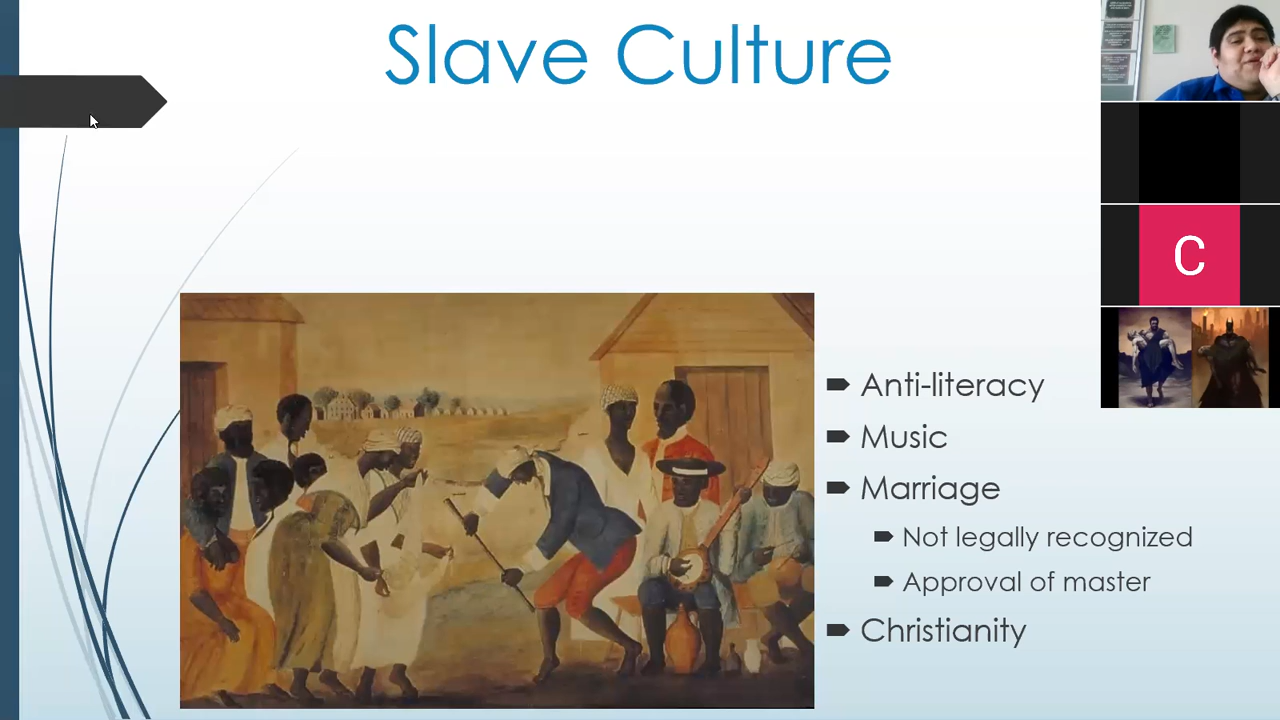 Slave Culture
Anti-literacy
Music
Marriage
Not legally recognized
Approval of master
Christianity
C